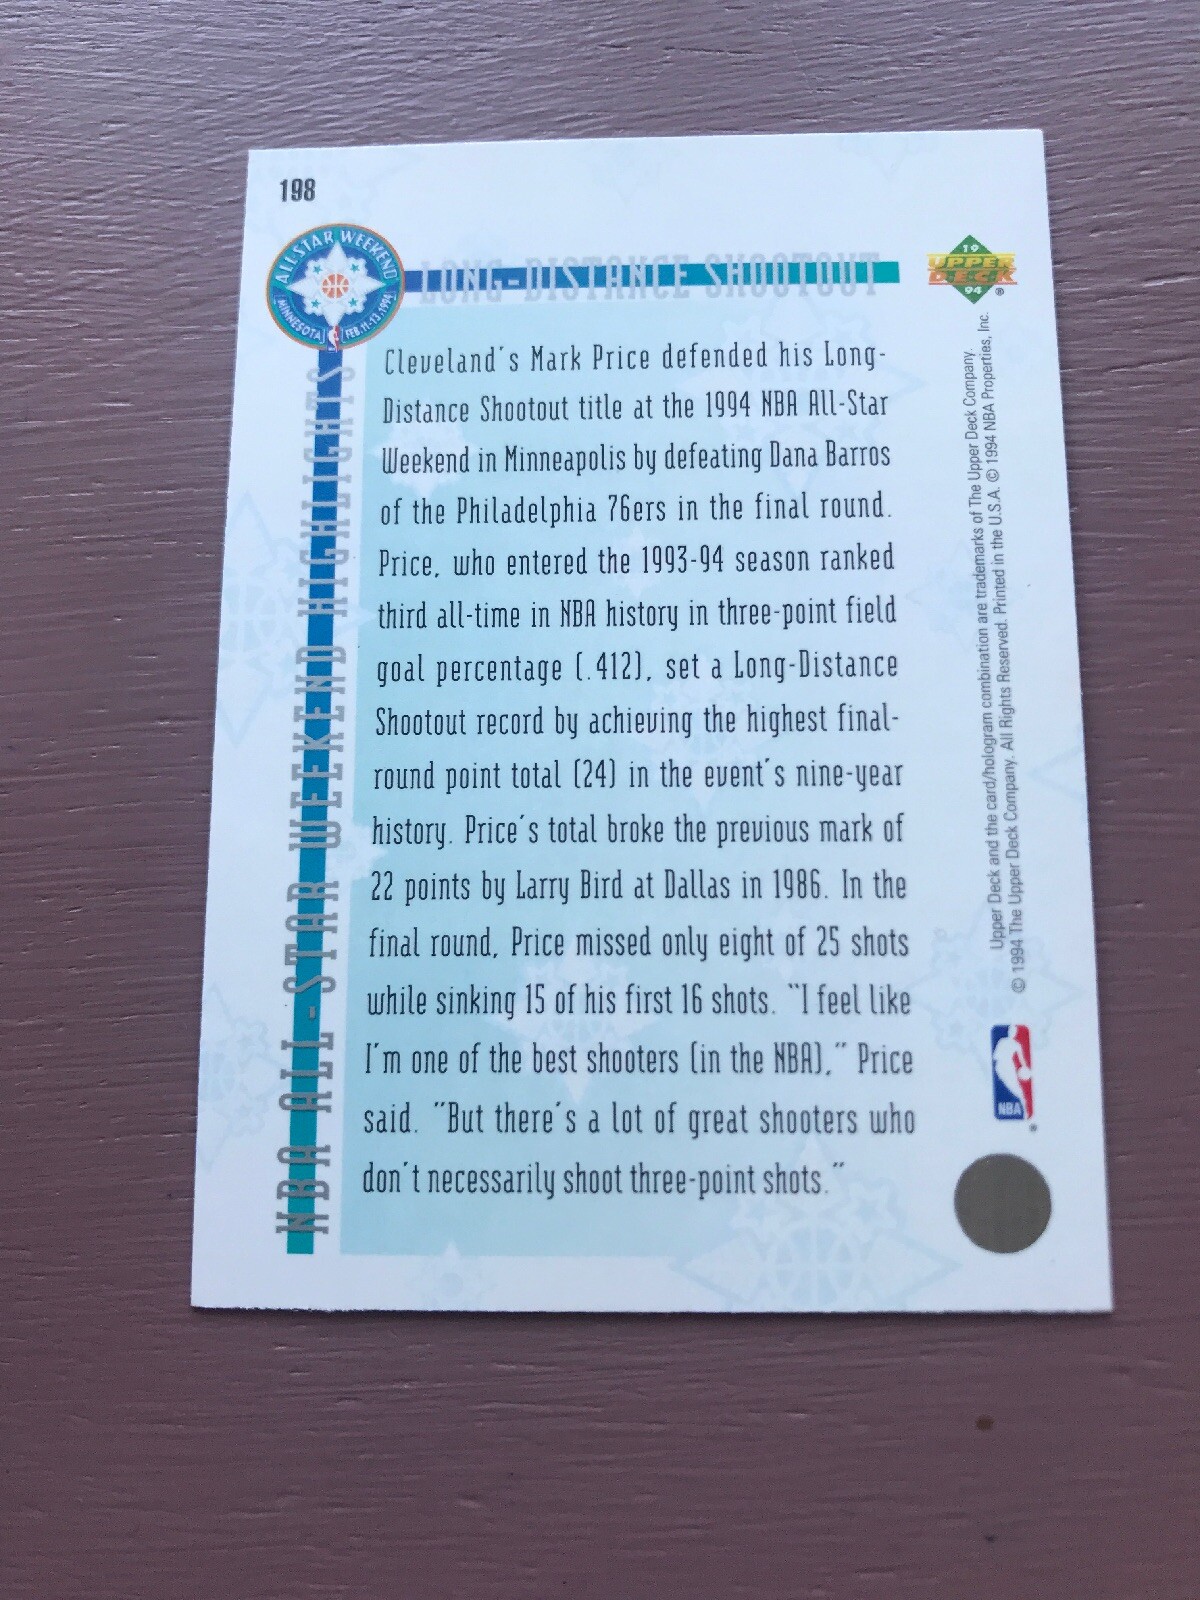 198
ALL STAR WEEKEND
MINNESOTA FEB. 11-13, 1994
LONG-DISTANCE SHOOTOUT
19
UPPER
DECK
94
®
NBA ALL-STAR WEEKEND HIGHLIGHTS
Cleveland's Mark Price defended his Long-
Distance Shootout title at the 1994 NBA All-Star
Weekend in Minneapolis by defeating Dana Barros
of the Philadelphia 76ers in the final round.
Price, who entered the 1993-94 season ranked
third all-time in NBA history in three-point field
goal percentage (.412), set a Long-Distance
Shootout record by achieving the highest final-
round point total (24) in the event's nine-year
history. Price's total broke the previous mark of
22 points by Larry Bird at Dallas in 1986. In the
final round, Price missed only eight of 25 shots
while sinking 15 of his first 16 shots. "I feel like
I'm one of the best shooters (in the NBA)," Price
said. "But there's a lot of great shooters who
don't necessarily shoot three-point shots."
Upper Deck and the card/hologram combination are trademarks of The Upper Deck Company.
© 1994 The Upper Deck Company. All Rights Reserved. Printed in the U.S.A. © 1994 NBA Properties, Inc.
NBA
®